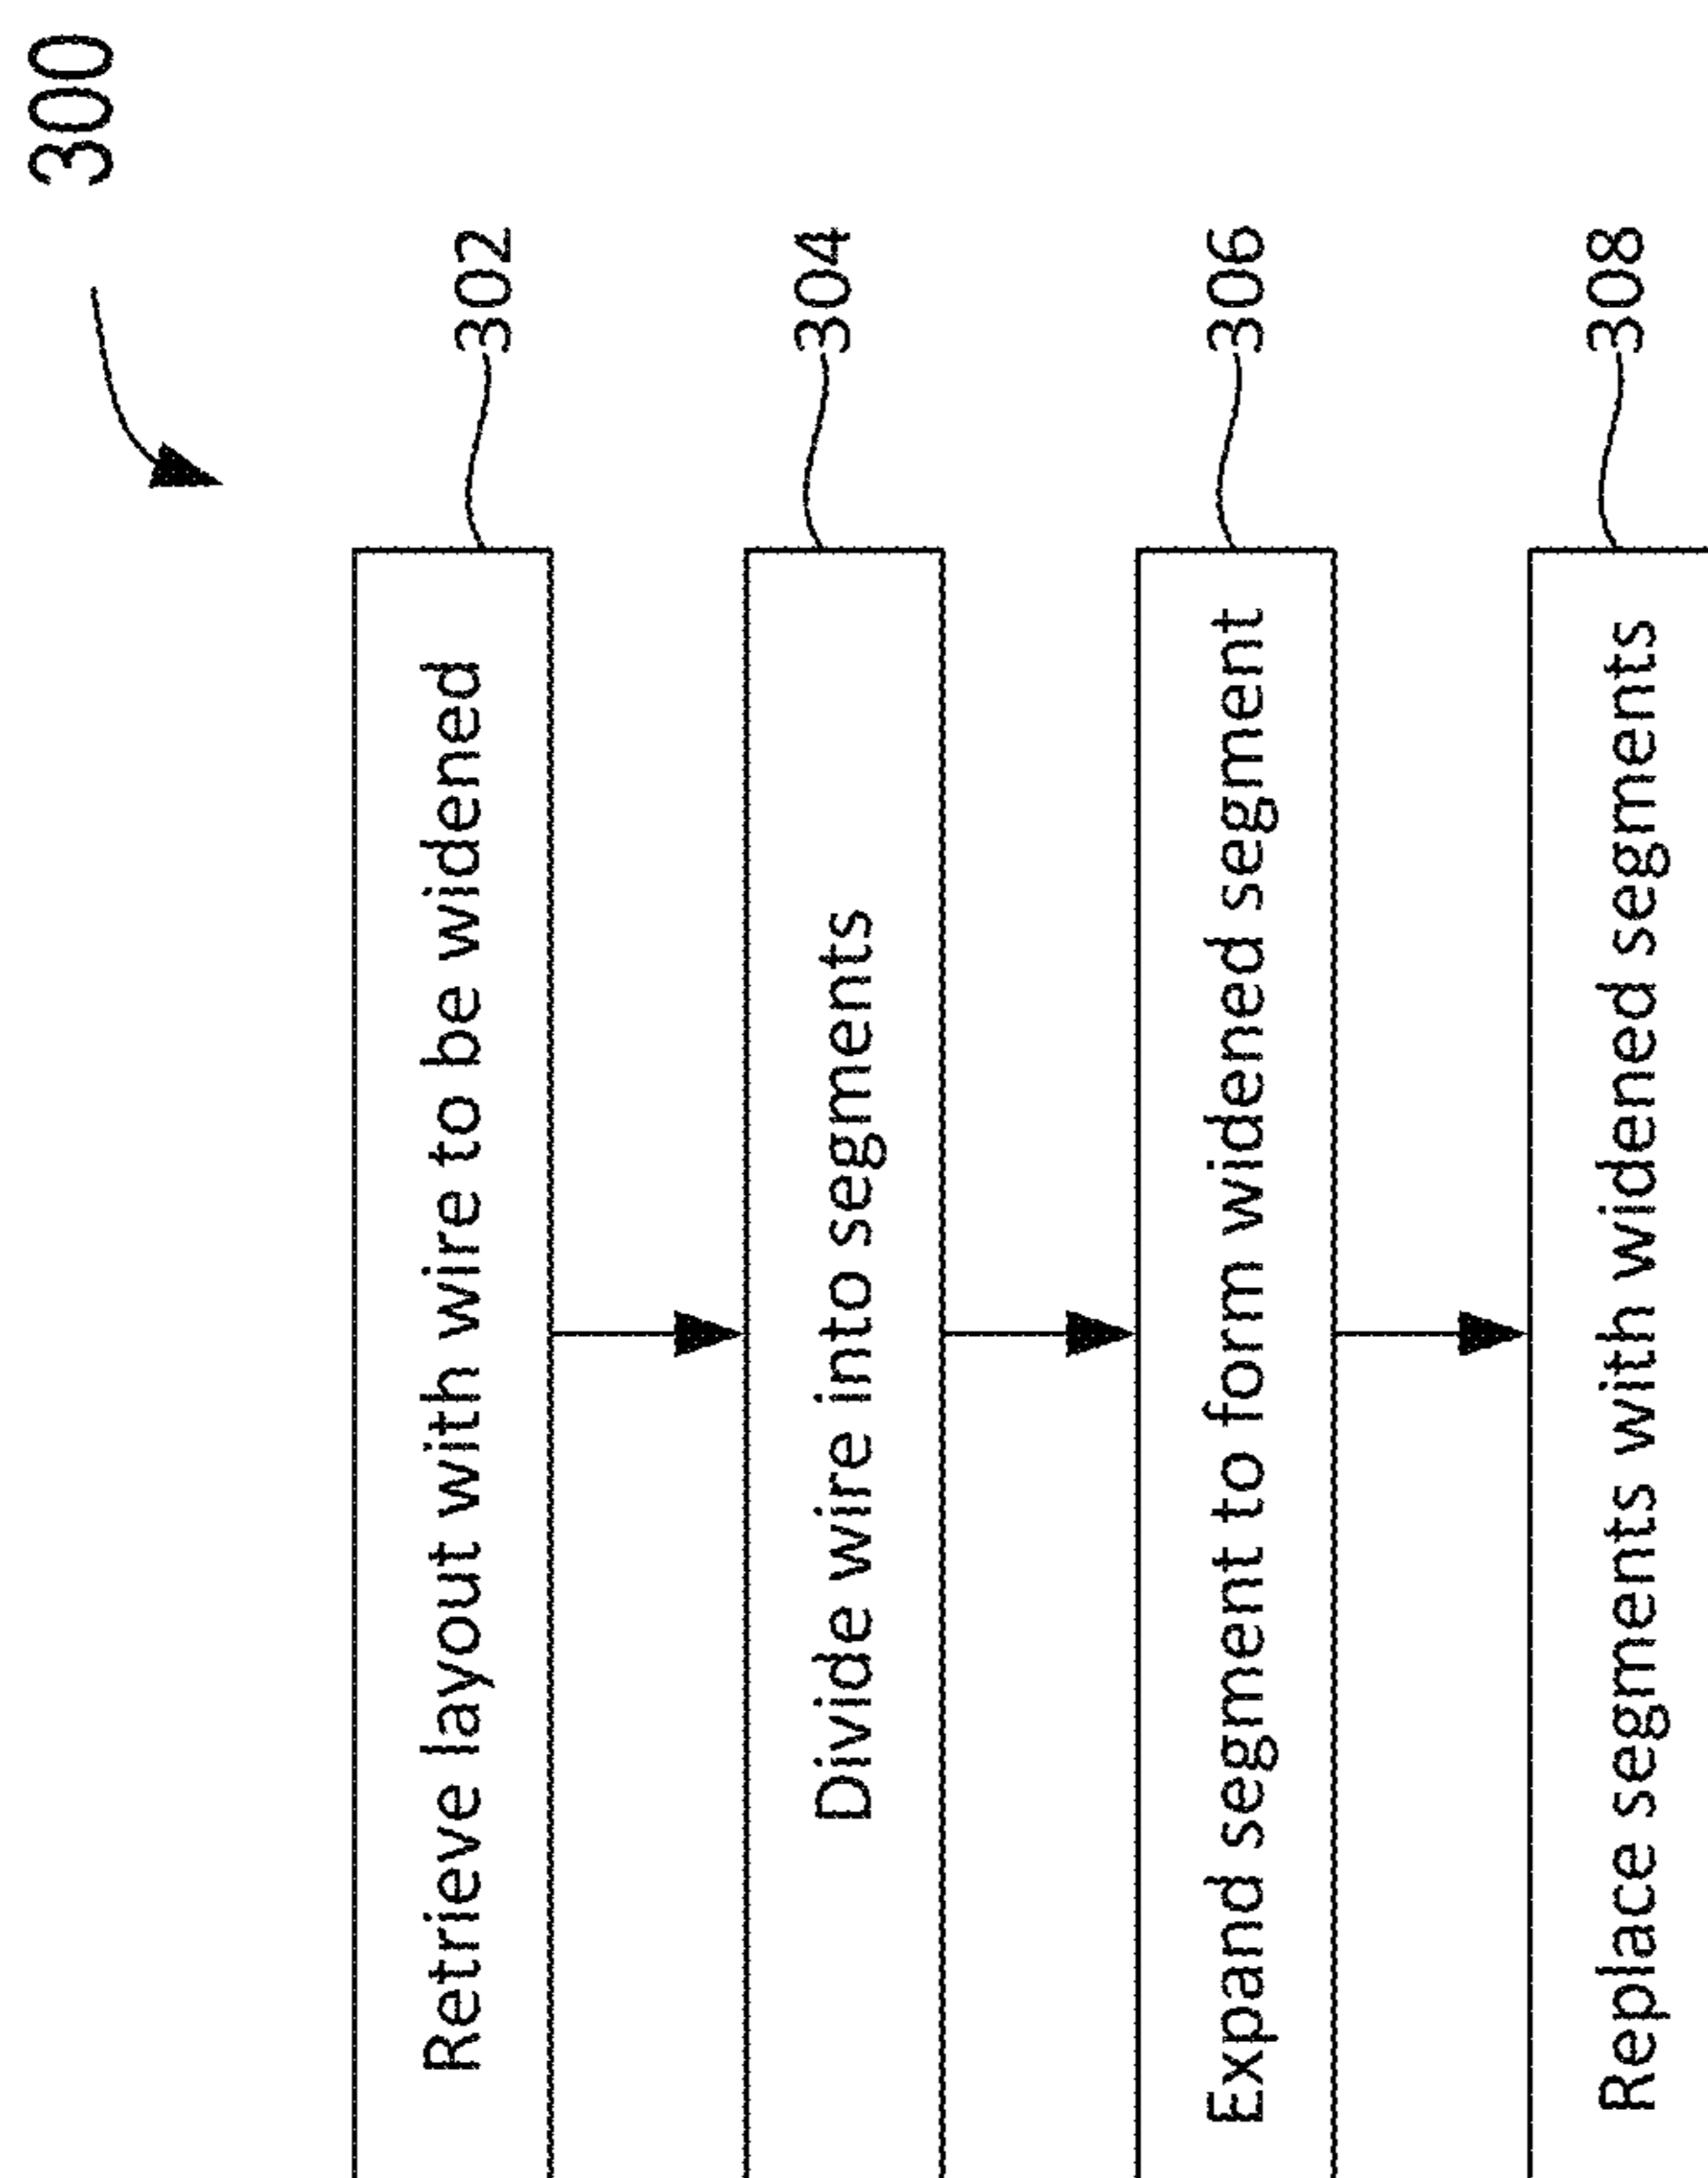 300
Retrieve layout with wire to be widened
302
Divide wire into segments
304
Expand segment to form widened segment
306
Replace segments with widened segments
308